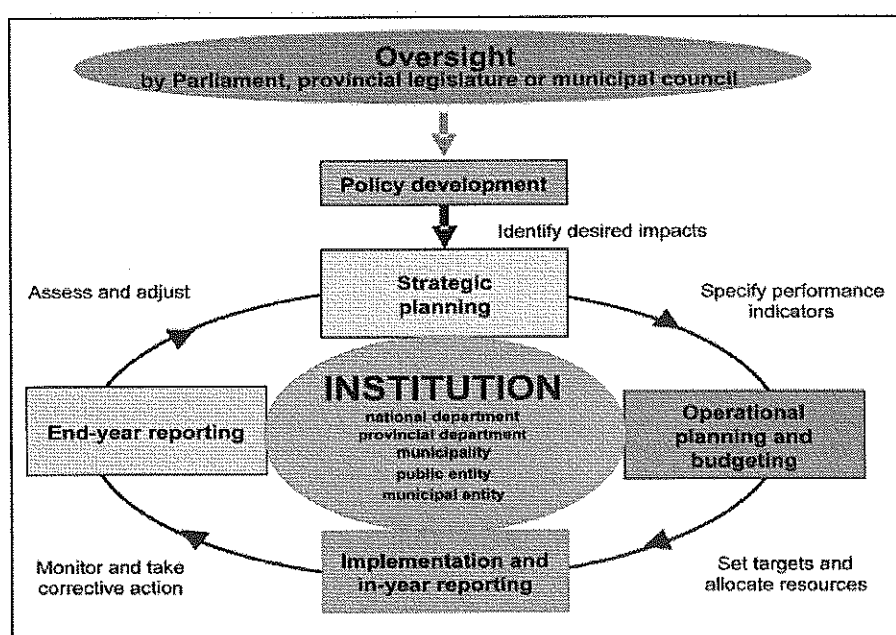 Oversight
by Parliament, provincial legislature or municipal council
Policy development
Identify desired impacts
Strategic
planning
Assess and adjust
Specify performance
indicators
INSTITUTION
national department
provincial department
municipality
public entity
municipal entity
End-year reporting
Operational
planning and
budgeting
Implementation and
in-year reporting
Monitor and take
corrective action
Set targets and
allocate resources